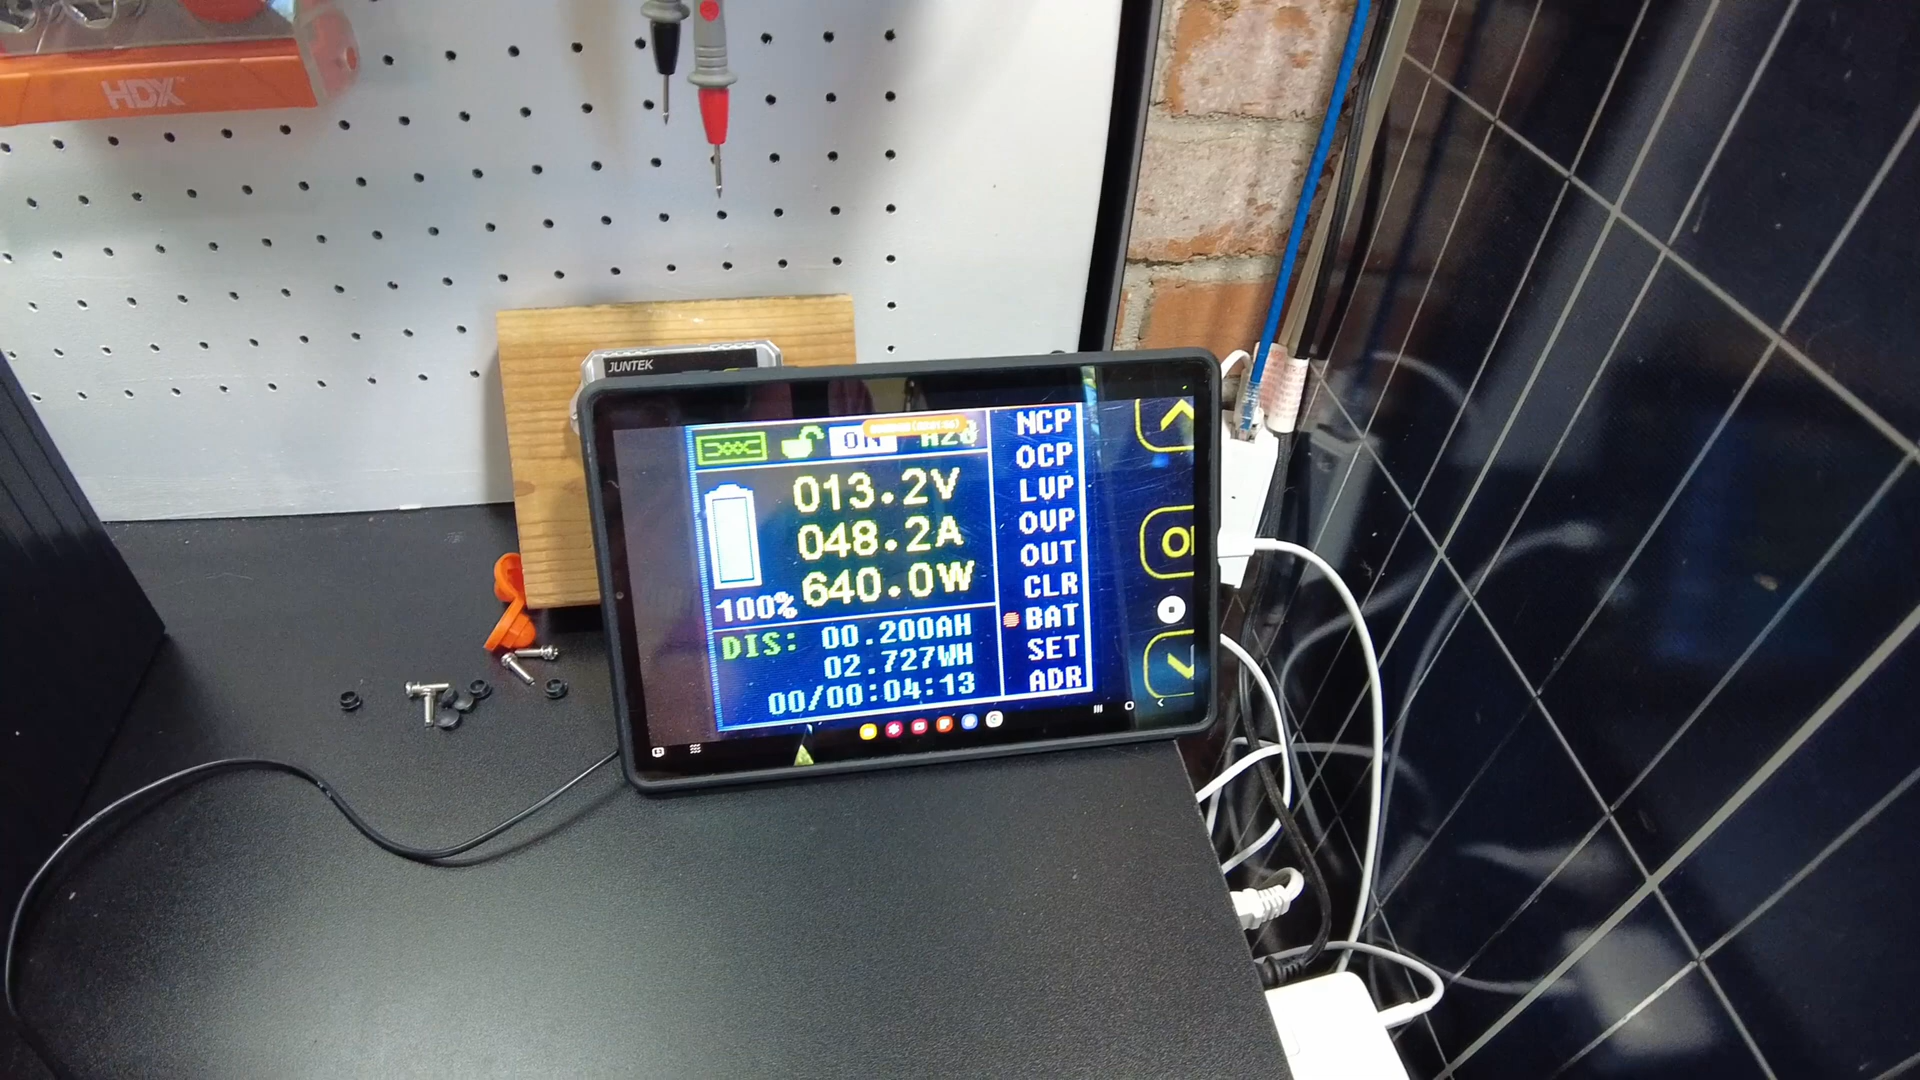 HDX
JUNTEK
ON
013.2V
048.2A
640.0W
100%
DIS: 00.200AH
02.727WH
00/00:04:13
NCP
OCP
LVP
OVP
OUT
CLR
BAT
SET
ADR